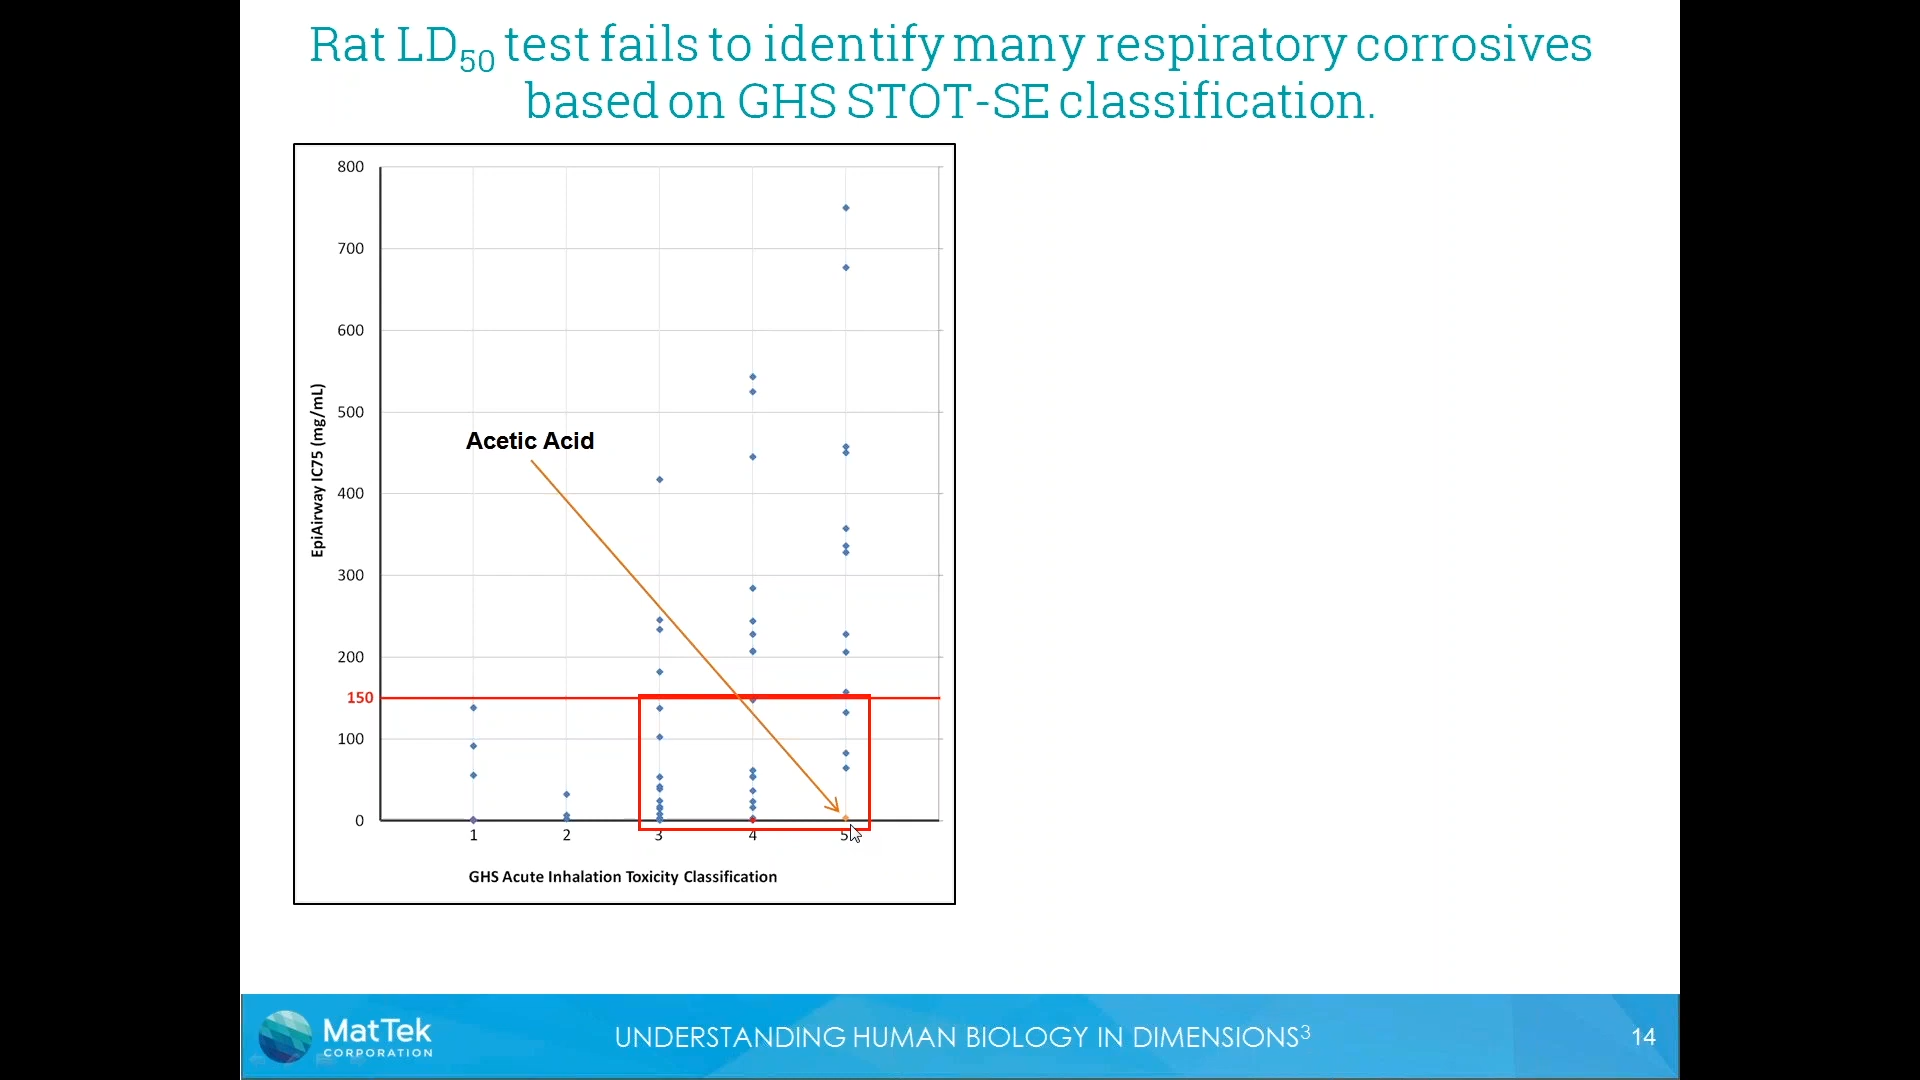 Rat LD50 test fails to identify many respiratory corrosives
based on GHS STOT-SE classification.
800
700
600
500
400
300
200
150
100
0
EpiAirway IC75 (mg/mL)
Acetic Acid
1 2 3 4 5
GHS Acute Inhalation Toxicity Classification
MatTek
CORPORATION
UNDERSTANDING HUMAN BIOLOGY IN DIMENSIONS3
14